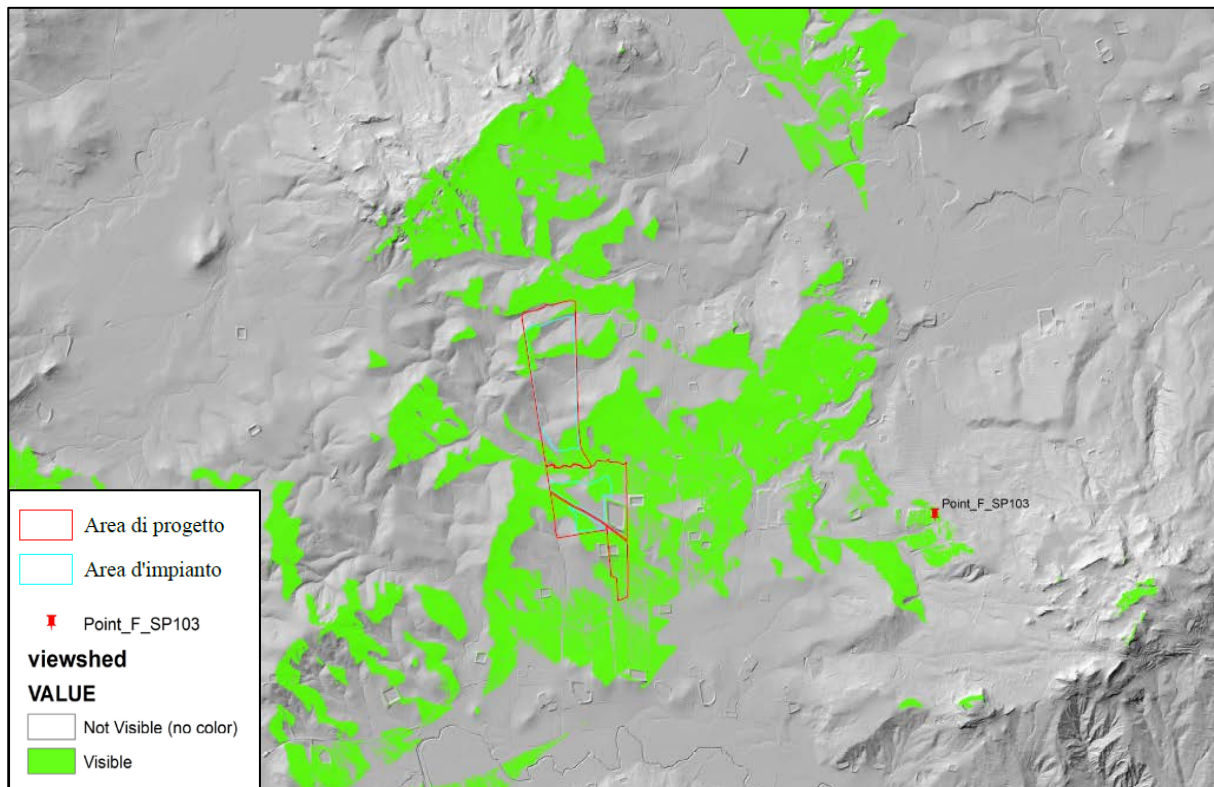 Point_F_SP103
Area di progetto
Area d'impianto
Point_F_SP103
viewshed
VALUE
Not Visible (no color)
Visible